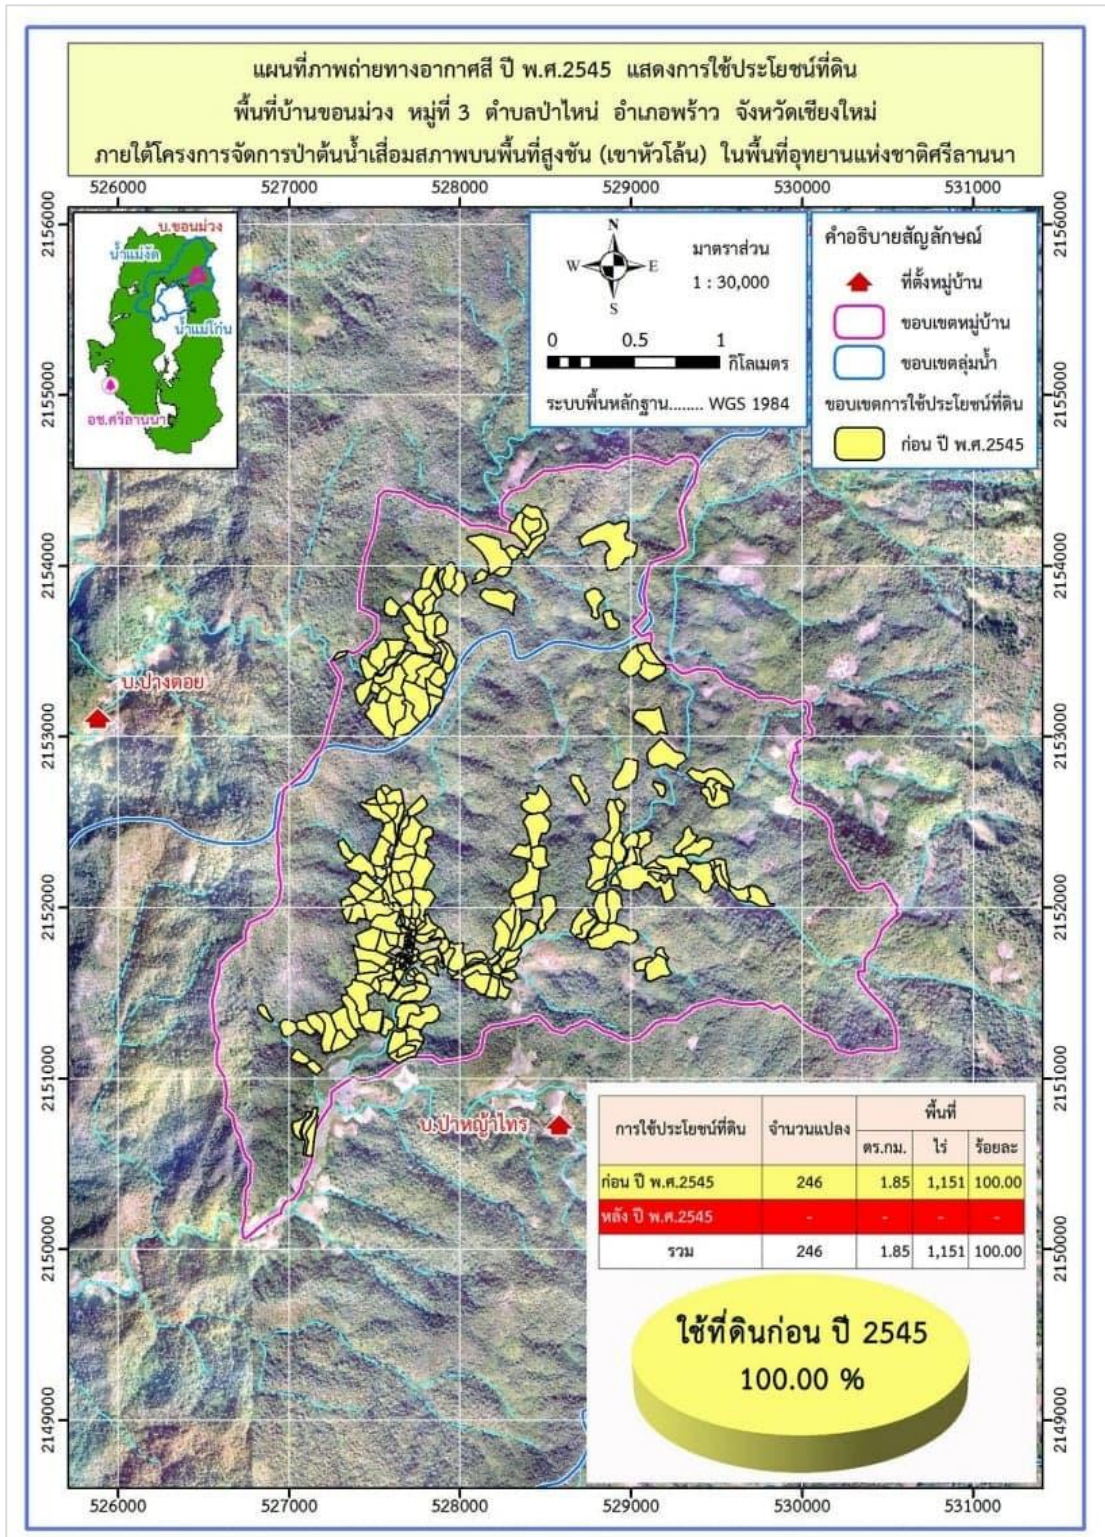 แผนที่ภาพถ่ายทางอากาศสี ปี พ.ศ.2545 แสดงการใช้ประโยชน์ที่ดิน
พื้นที่บ้านขอนม่วง หมู่ที่ 3 ตำบลป่าไหน่ อำเภอพร้าว จังหวัดเชียงใหม่
ภายใต้โครงการจัดการป่าต้นน้ำเสื่อมสภาพบนพื้นที่สูงชัน (เขาหัวโล้น) ในพื้นที่อุทยานแห่งชาติศรีลานนา
526000 527000 528000 529000 530000 531000
2156000 2156000
บ.ขอนม่วง
น้ำแม่งัด
น้ำแม่โก๋น
อช.ศรีลานนา
N
W E
S
มาตราส่วน
1 : 30,000
0 0.5 1
กิโลเมตร
ระบบพื้นหลักฐาน........ WGS 1984
คำอธิบายสัญลักษณ์
ที่ตั้งหมู่บ้าน
ขอบเขตหมู่บ้าน
ขอบเขตลุ่มน้ำ
ขอบเขตการใช้ประโยชน์ที่ดิน
ก่อน ปี พ.ศ.2545
2155000 2155000
2154000 2154000
บ.ปางตอย
2153000 2153000
2152000 2152000
2151000 2151000
บ.ป่าหญ้าไทร
การใช้ประโยชน์ที่ดิน จำนวนแปลง พื้นที่
ตร.กม. ไร่ ร้อยละ
ก่อน ปี พ.ศ.2545 246 1.85 1,151 100.00
หลัง ปี พ.ศ.2545 - - - -
รวม 246 1.85 1,151 100.00
2150000 2150000
ใช้ที่ดินก่อน ปี 2545
100.00 %
2149000 2149000
526000 527000 528000 529000 530000 531000